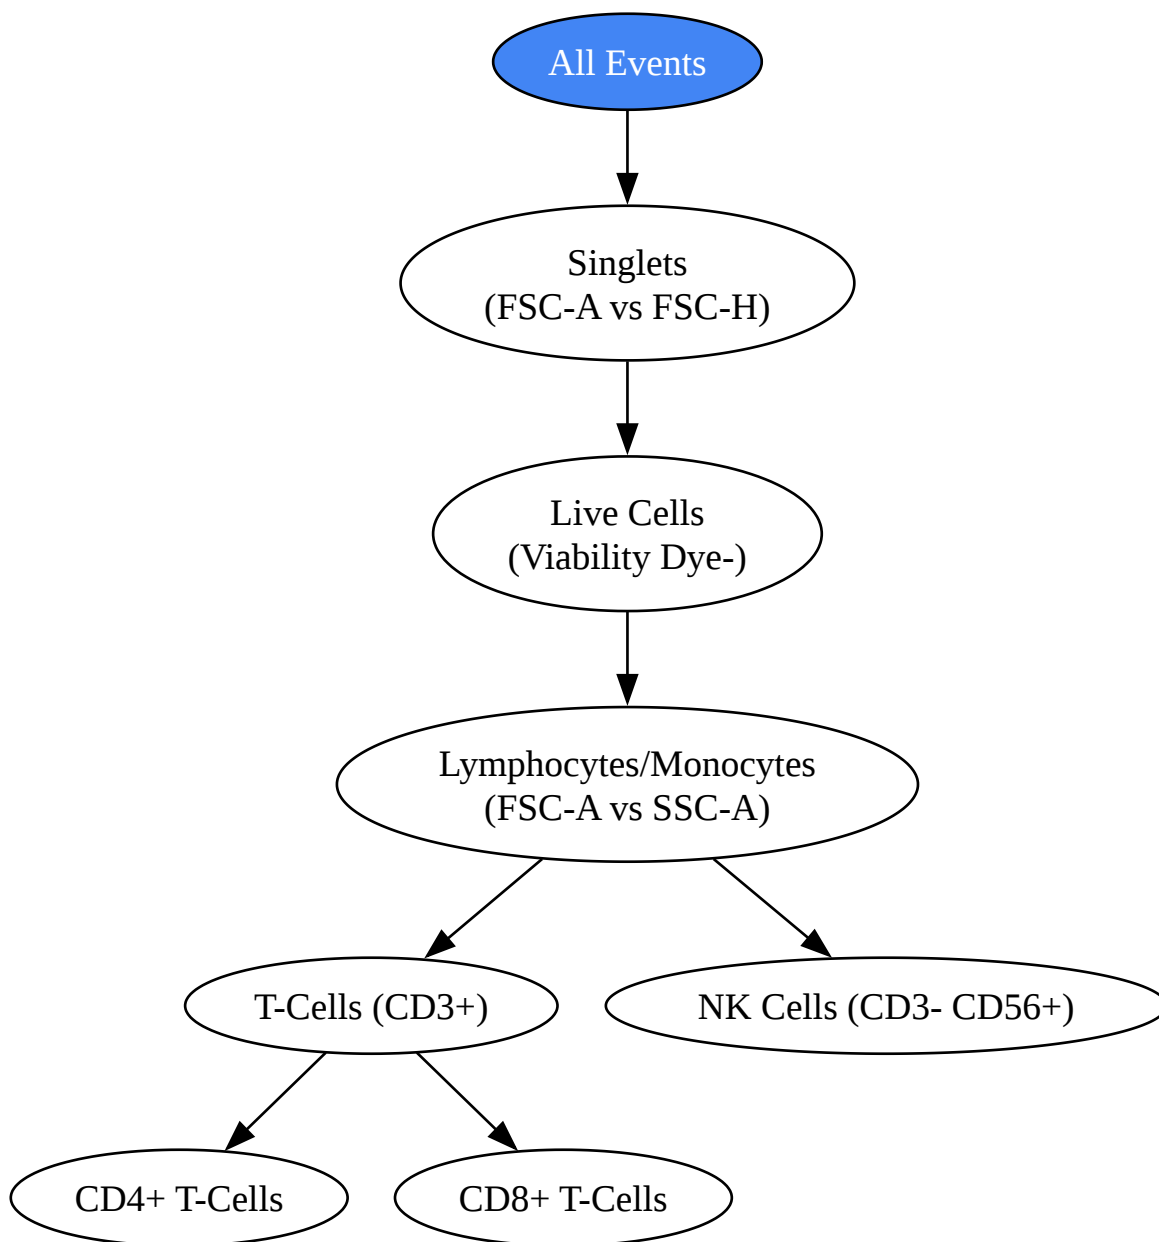 All Events
Singlets
(FSC-A vs FSC-H)
Live Cells
(Viability Dye-)
Lymphocytes/Monocytes
(FSC-A vs SSC-A)
T-Cells (CD3+)
NK Cells (CD3- CD56+)
CD4+ T-Cells
CD8+ T-Cells